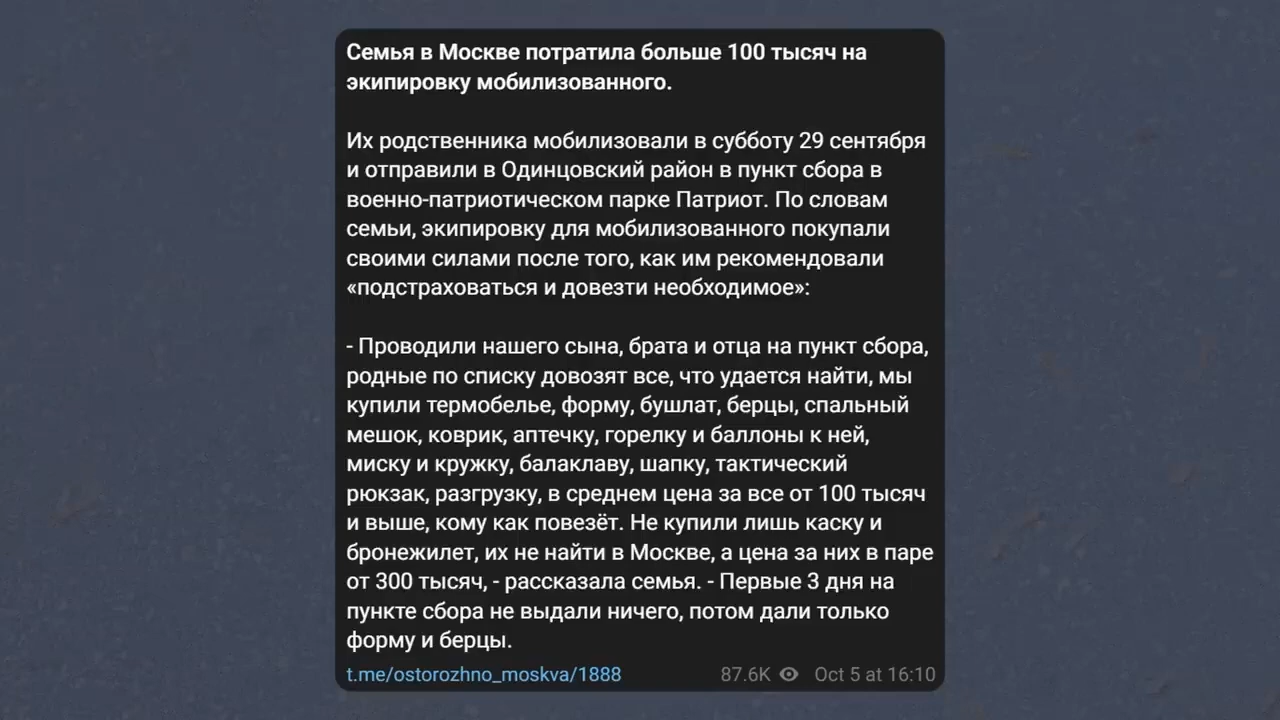 Семья в Москве потратила больше 100 тысяч на
экипировку мобилизованного.
Их родственника мобилизовали в субботу 29 сентября
и отправили в Одинцовский район в пункт сбора в
военно-патриотическом парке Патриот. По словам
семьи, экипировку для мобилизованного покупали
своими силами после того, как им рекомендовали
«подстраховаться и довезти необходимое»:
- Проводили нашего сына, брата и отца на пункт сбора,
родные по списку довозят все, что удается найти, мы
купили термобелье, форму, бушлат, берцы, спальный
мешок, коврик, аптечку, горелку и баллоны к ней,
миску и кружку, балаклаву, шапку, тактический
рюкзак, разгрузку, в среднем цена за все от 100 тысяч
и выше, кому как повезёт. Не купили лишь каску и
бронежилет, их не найти в Москве, а цена за них в паре
от 300 тысяч, - рассказала семья. - Первые 3 дня на
пункте сбора не выдали ничего, потом дали только
форму и берцы.
t.me/ostorozhno_moskva/1888 87.6K Oct 5 at 16:10